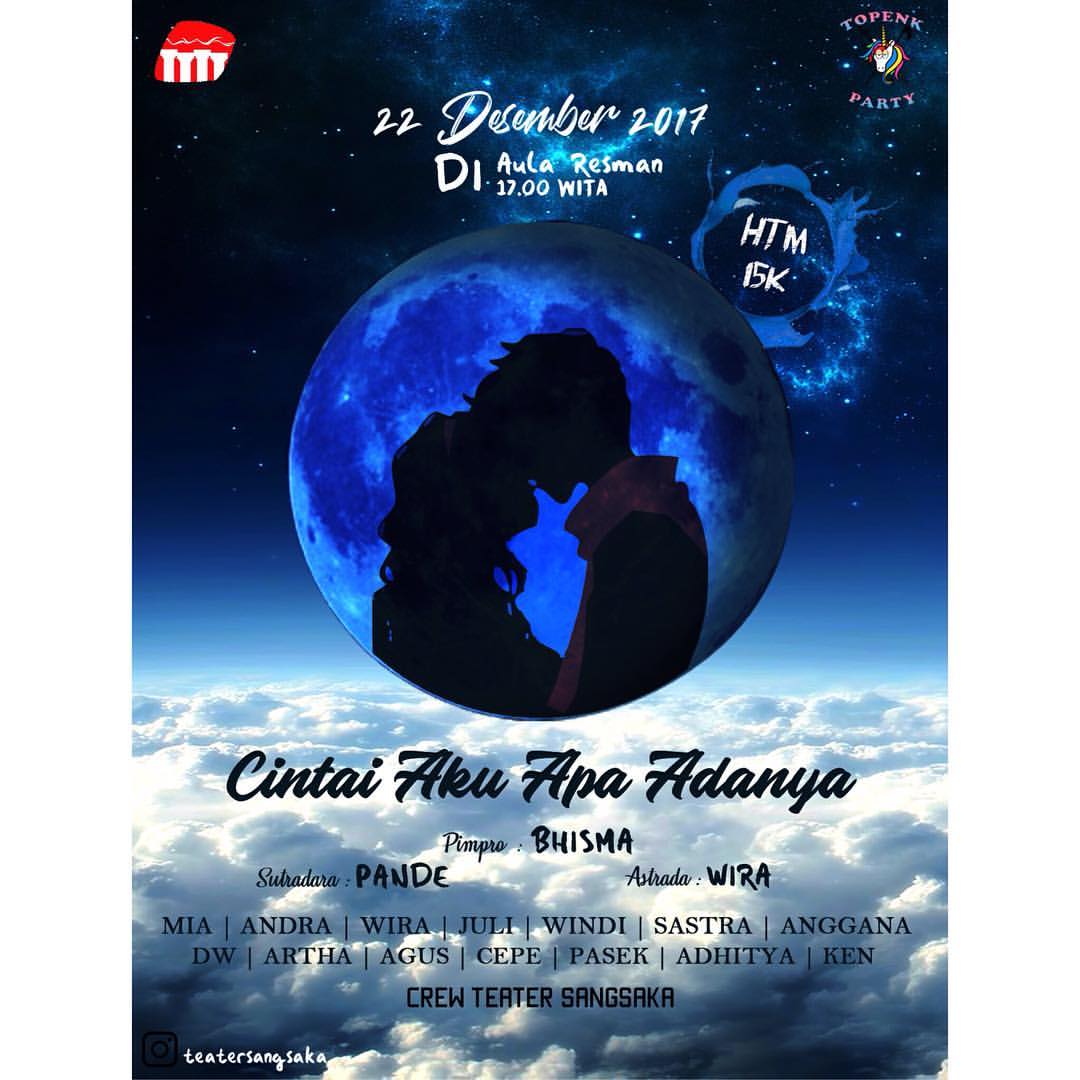 TOPENK
PARTY
22 Desember 2017
DI Aula Resman
17.00 WITA
HTM
15K
Cintai Aku Apa Adanya
Pimpro : BHISMA
Sutradara : PANDE
Astrada : WIRA
MIA | ANDRA | WIRA | JULI | WINDI | SASTRA | ANGGANA
DW | ARTHA | AGUS | CEPE | PASEK | ADHITYA | KEN
CREW TEATER SANGSAKA
teatersangsaka